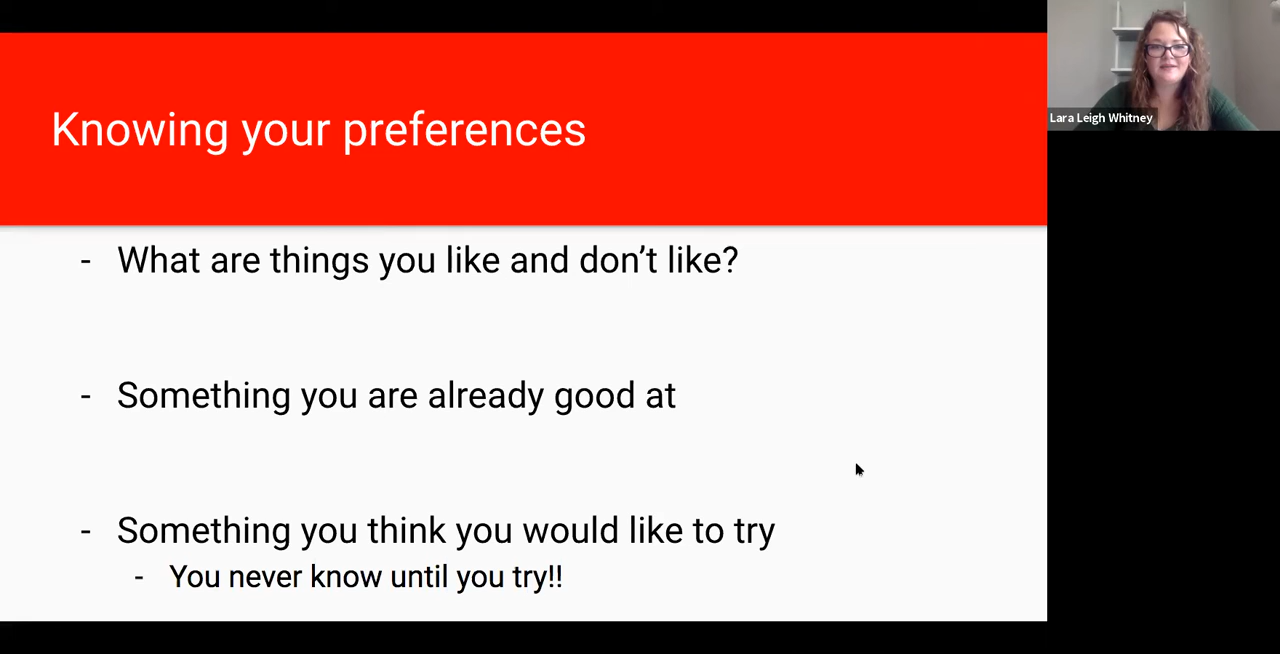 Knowing your preferences
Lara Leigh Whitney
- What are things you like and don’t like?
- Something you are already good at
- Something you think you would like to try
- You never know until you try!!